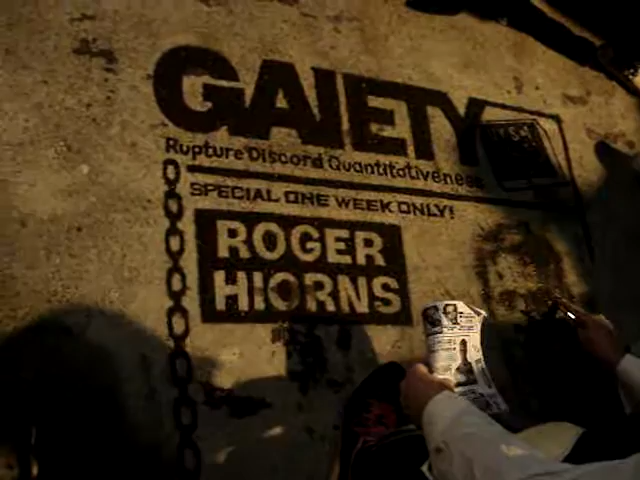 GAIETY
Rupture Discord Quantitativeness
SPECIAL ONE WEEK ONLY!
ROGER
HIORNS